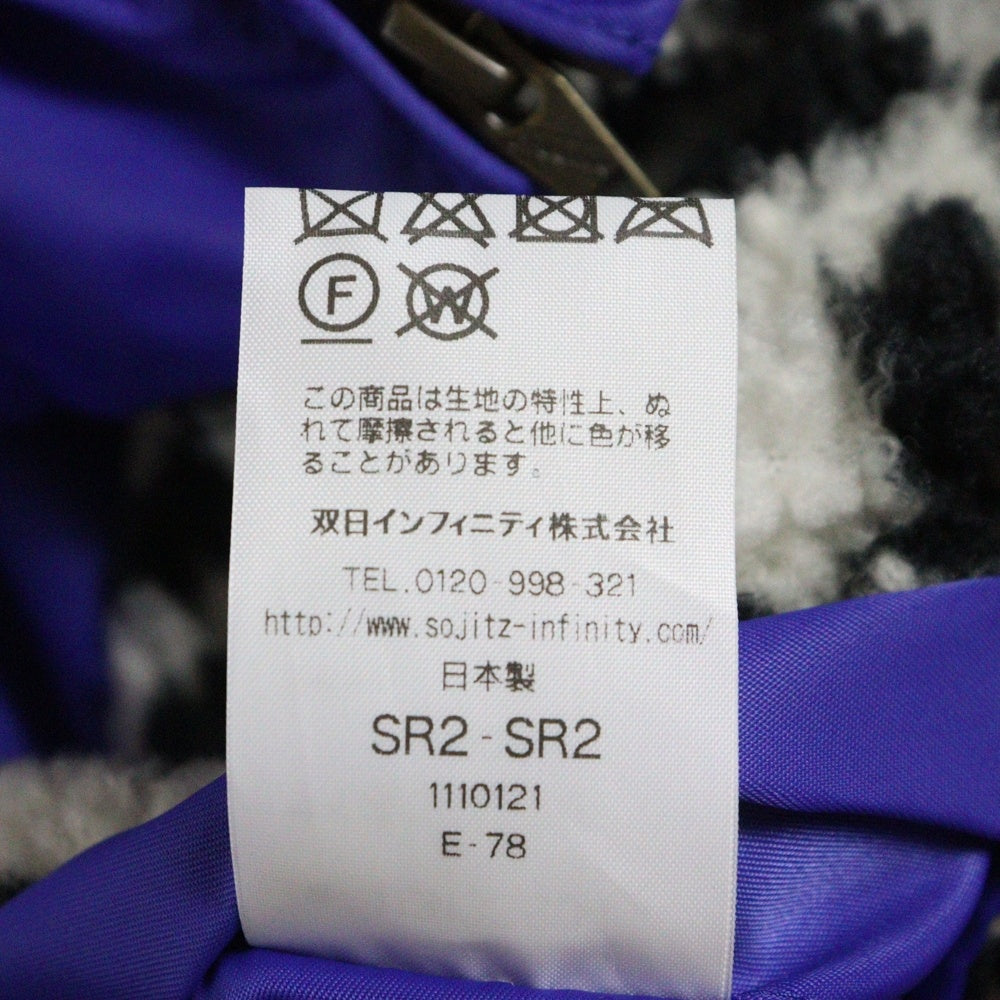 F W
この商品は生地の特性上、ぬ
れて摩擦されると他に色が移
ることがあります。
双日インフィニティ株式会社
TEL.0120-998-321
http://www.sojitz-infinity.com/
日本製
SR2-SR2
1110121
E-78